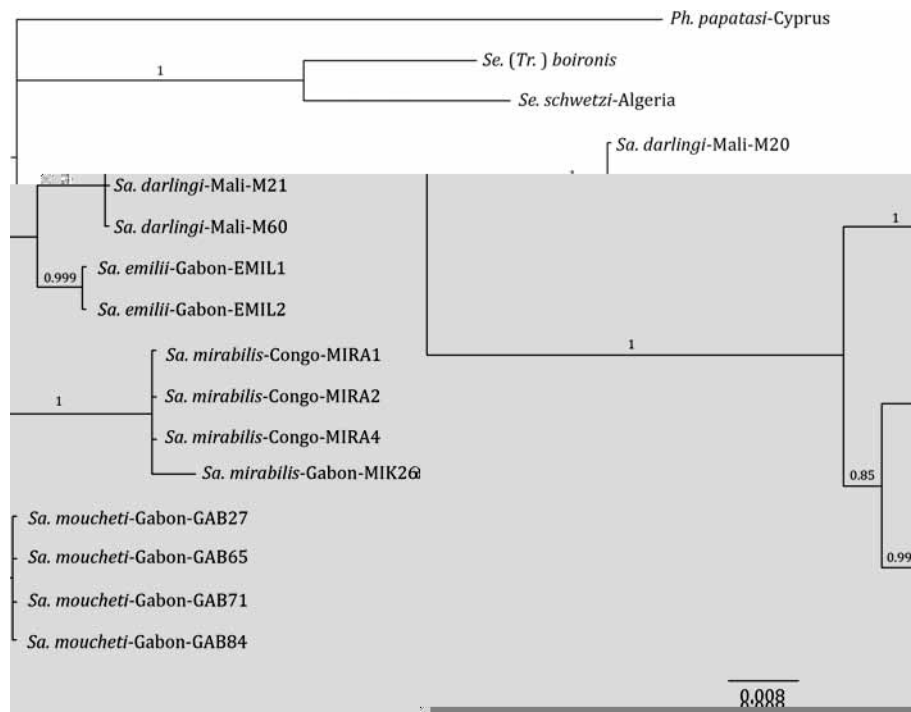 Ph. papatasi-Cyprus
Se. (Tr. ) boironis
1
Se. schwetzi-Algeria
Sa. darlingi-Mali-M20
1
Sa. darlingi-Mali-M21
Sa. darlingi-Mali-M60
1
0.999
Sa. emilii-Gabon-EMIL1
Sa. emilii-Gabon-EMIL2
1
Sa. mirabilis-Congo-MIRA1
Sa. mirabilis-Congo-MIRA2
1
Sa. mirabilis-Congo-MIRA4
Sa. mirabilis-Gabon-MIK26
0.85
Sa. moucheti-Gabon-GAB27
Sa. moucheti-Gabon-GAB65
0.99
Sa. moucheti-Gabon-GAB71
Sa. moucheti-Gabon-GAB84
0.008